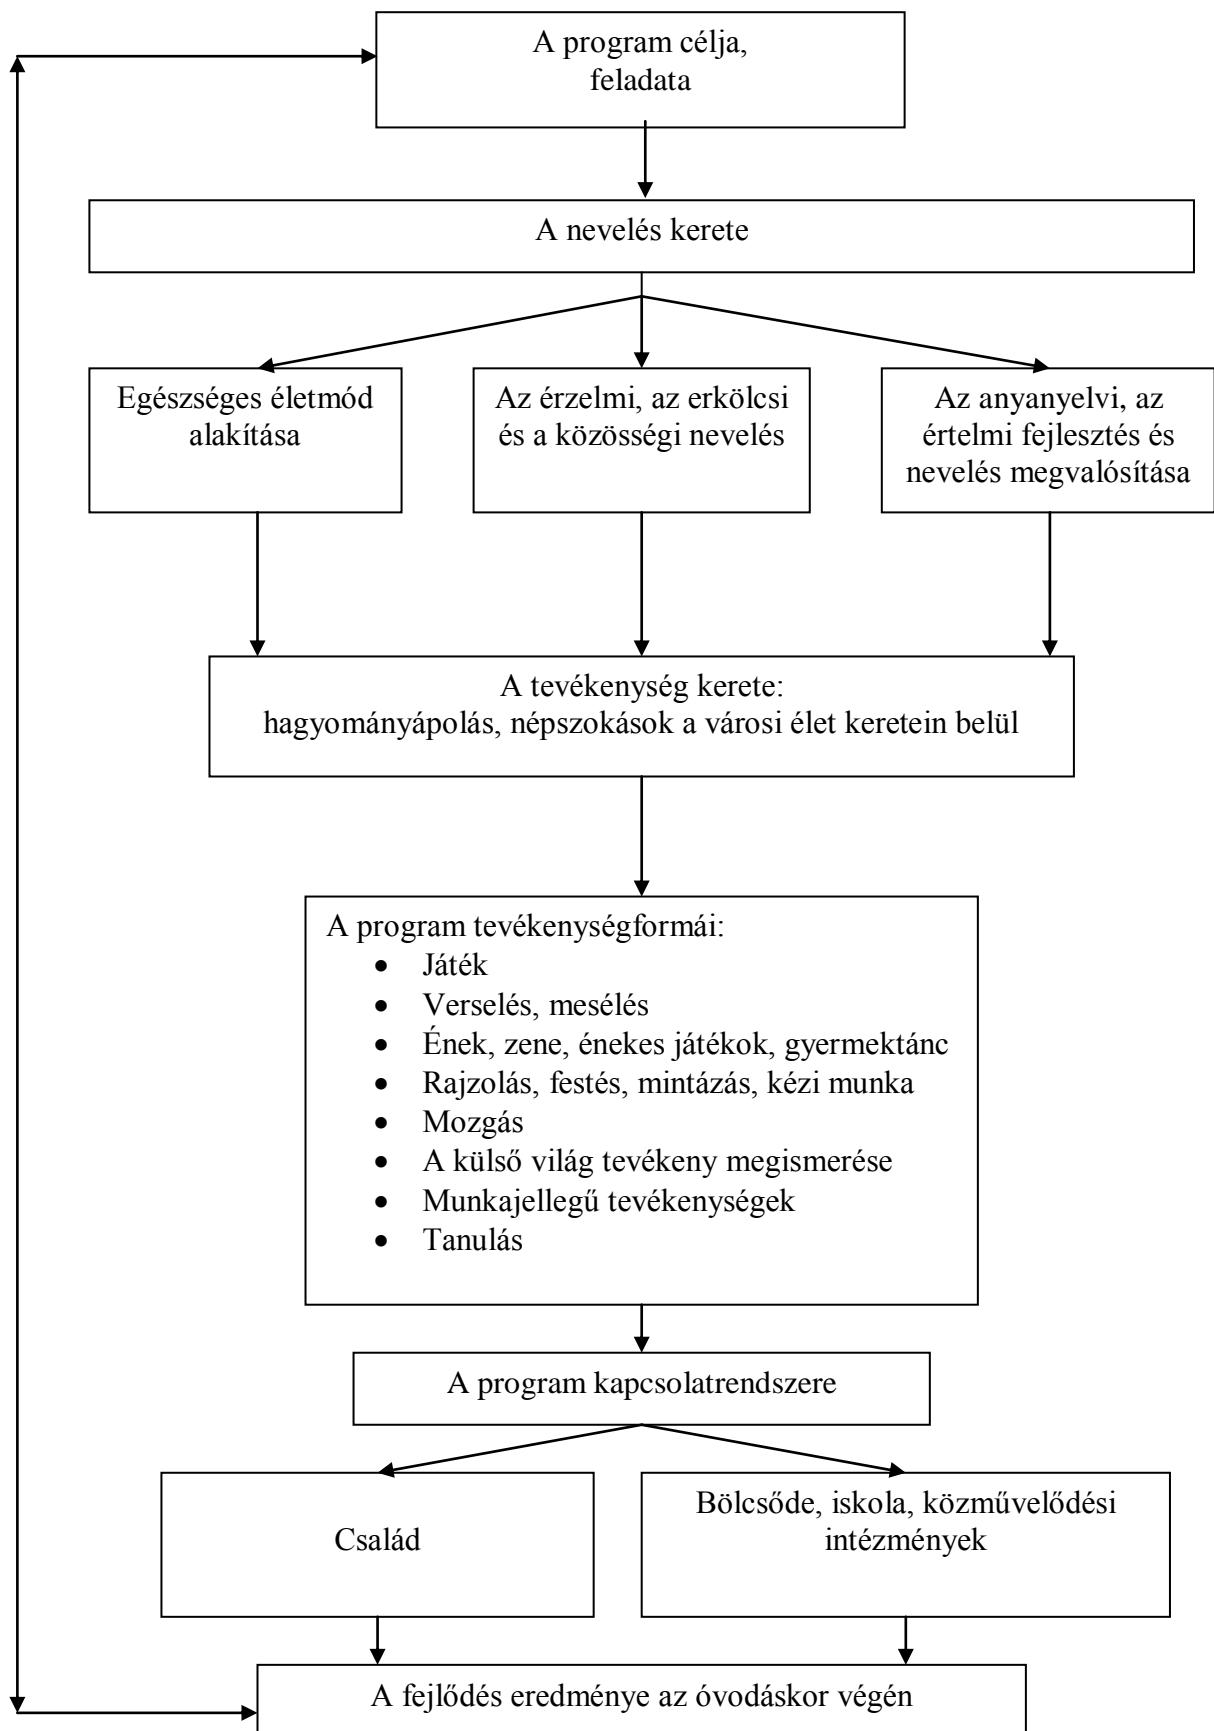 A program célja,
feladata
A nevelés kerete
Egészséges életmód
alakítása
Az érzelmi, az erkölcsi
és a közösségi nevelés
Az anyanyelvi, az
értelmi fejlesztés és
nevelés megvalósítása
A tevékenység kerete:
hagyományápolás, népszokások a városi élet keretein belül
A program tevékenységformái:
• Játék
• Verselés, mesélés
• Ének, zene, énekes játékok, gyermektánc
• Rajzolás, festés, mintázás, kézi munka
• Mozgás
• A külső világ tevékeny megismerése
• Munkajellegű tevékenységek
• Tanulás
A program kapcsolatrendszere
Család
Bölcsőde, iskola, közművelődési
intézmények
A fejlődés eredménye az óvodáskor végén